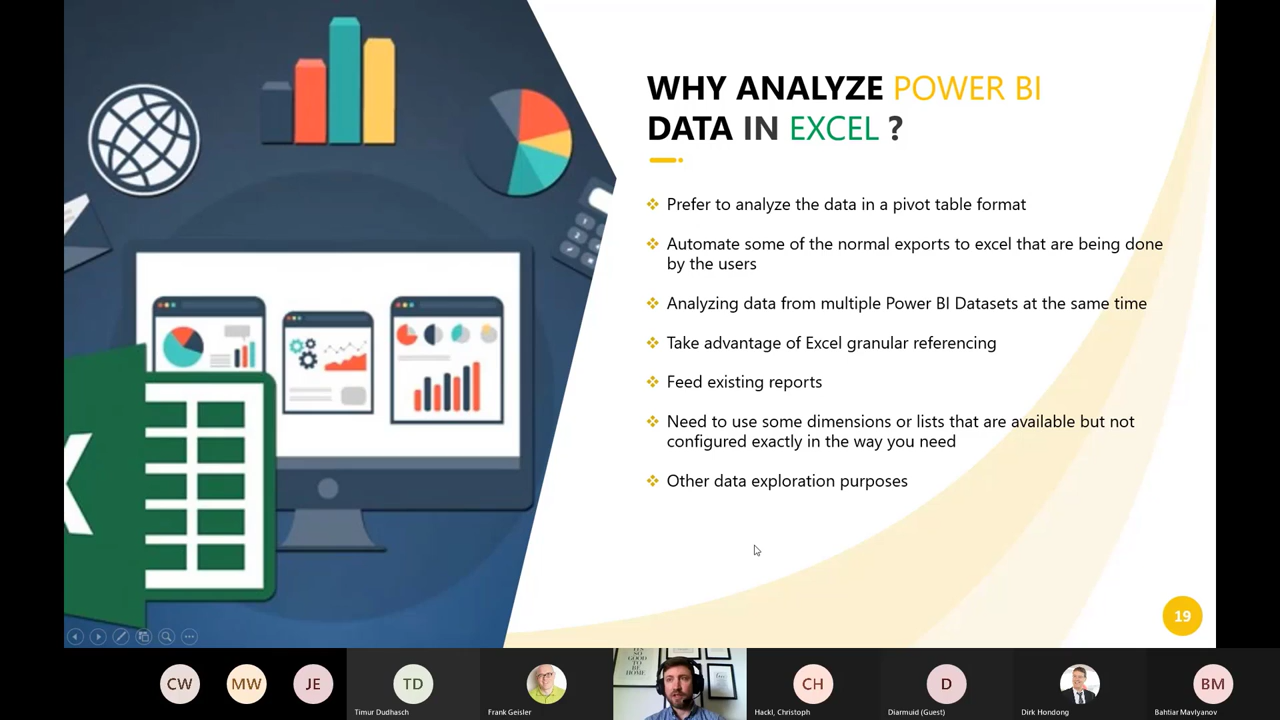 WHY ANALYZE POWER BI
DATA IN EXCEL ?
Prefer to analyze the data in a pivot table format
Automate some of the normal exports to excel that are being done
by the users
Analyzing data from multiple Power BI Datasets at the same time
Take advantage of Excel granular referencing
Feed existing reports
Need to use some dimensions or lists that are available but not
configured exactly in the way you need
Other data exploration purposes
19
X
CW
MW
JE
TD
Timur Dudhasch
Frank Geisler
CH
Hackl, Christoph
D
Diarmuid (Guest)
Dirk Hondong
BM
Bahtiar Mavlyanov